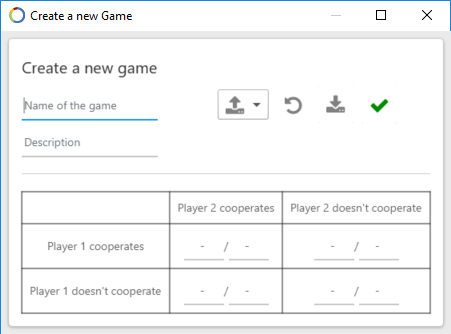 Create a new Game
Create a new game
Name of the game
Description
Player 2 cooperates Player 2 doesn't cooperate
Player 1 cooperates - / - - / -
Player 1 doesn't cooperate - / - - / -